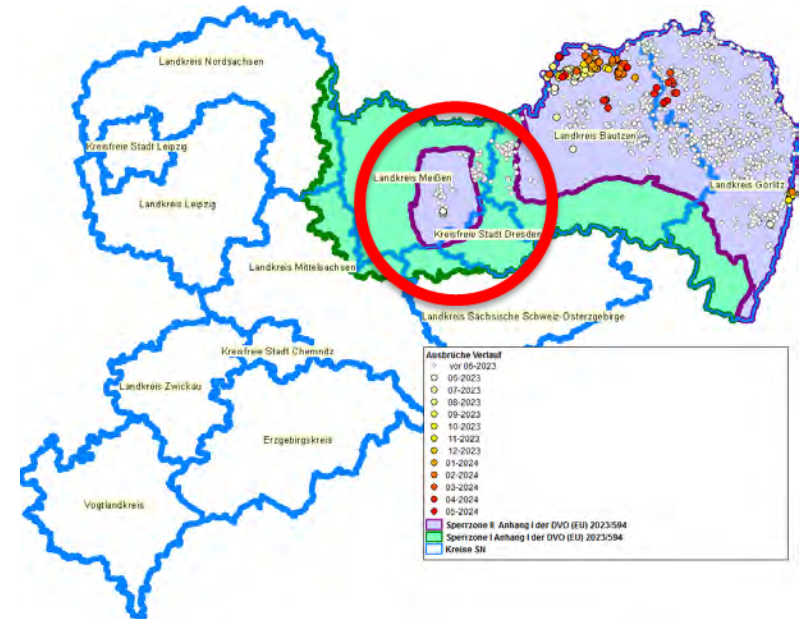 Landkreis Nordsachsen
Kreisfreie Stadt Leipzig
Landkreis Leipzig
Landkreis Meißen
Landkreis Bautzen
Landkreis Görlitz
Kreisfreie Stadt Dresden
Landkreis Mittelsachsen
Landkreis Sächsische Schweiz-Osterzgebirge
Kreisfreie Stadt Chemnitz
Landkreis Zwickau
Erzgebirgskreis
Vogtlandkreis
Ausbrüche Verlauf
vor 06-2023
06-2023
07-2023
08-2023
09-2023
10-2023
11-2023
12-2023
01-2024
02-2024
03-2024
04-2024
05-2024
Sperrzone II Anhang I der DVO (EU) 2023/594
Sperrzone I Anhang I der DVO (EU) 2023/594
Kreise SN